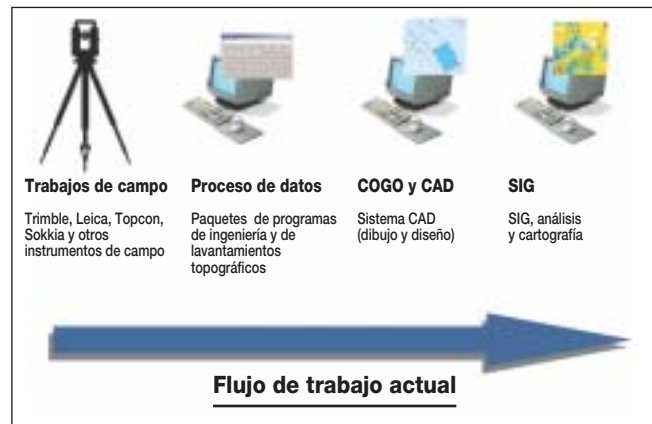 Trabajos de campo
Trimble, Leica, Topcon,
Sokkia y otros
instrumentos de campo
Proceso de datos
Paquetes de programas
de ingeniería y de
lavantamientos
topográficos
COGO y CAD
Sistema CAD
(dibujo y diseño)
SIG
SIG, análisis
y cartografía
Flujo de trabajo actual